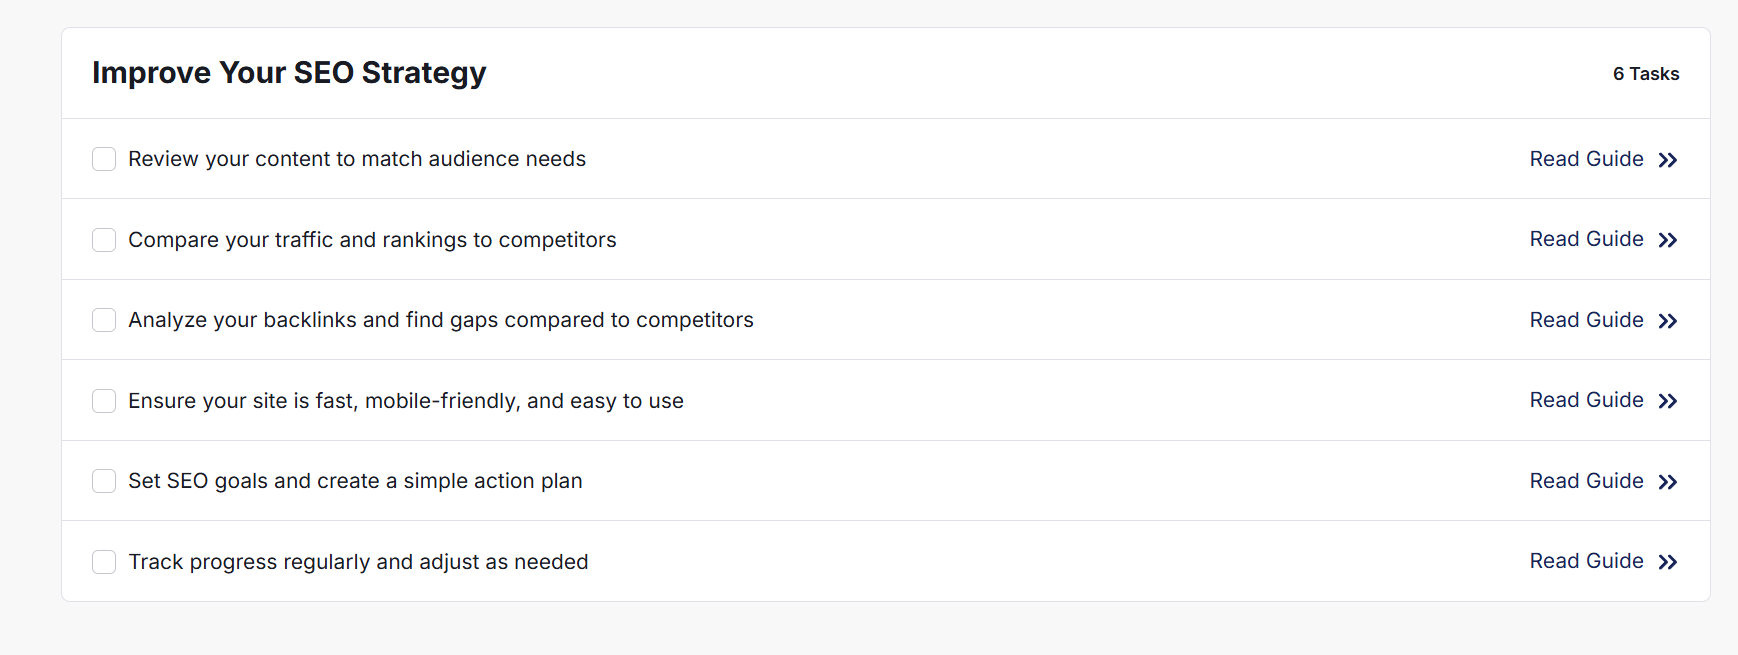 Improve Your SEO Strategy
6 Tasks
Review your content to match audience needs
Read Guide
Compare your traffic and rankings to competitors
Read Guide
Analyze your backlinks and find gaps compared to competitors
Read Guide
Ensure your site is fast, mobile-friendly, and easy to use
Read Guide
Set SEO goals and create a simple action plan
Read Guide
Track progress regularly and adjust as needed
Read Guide